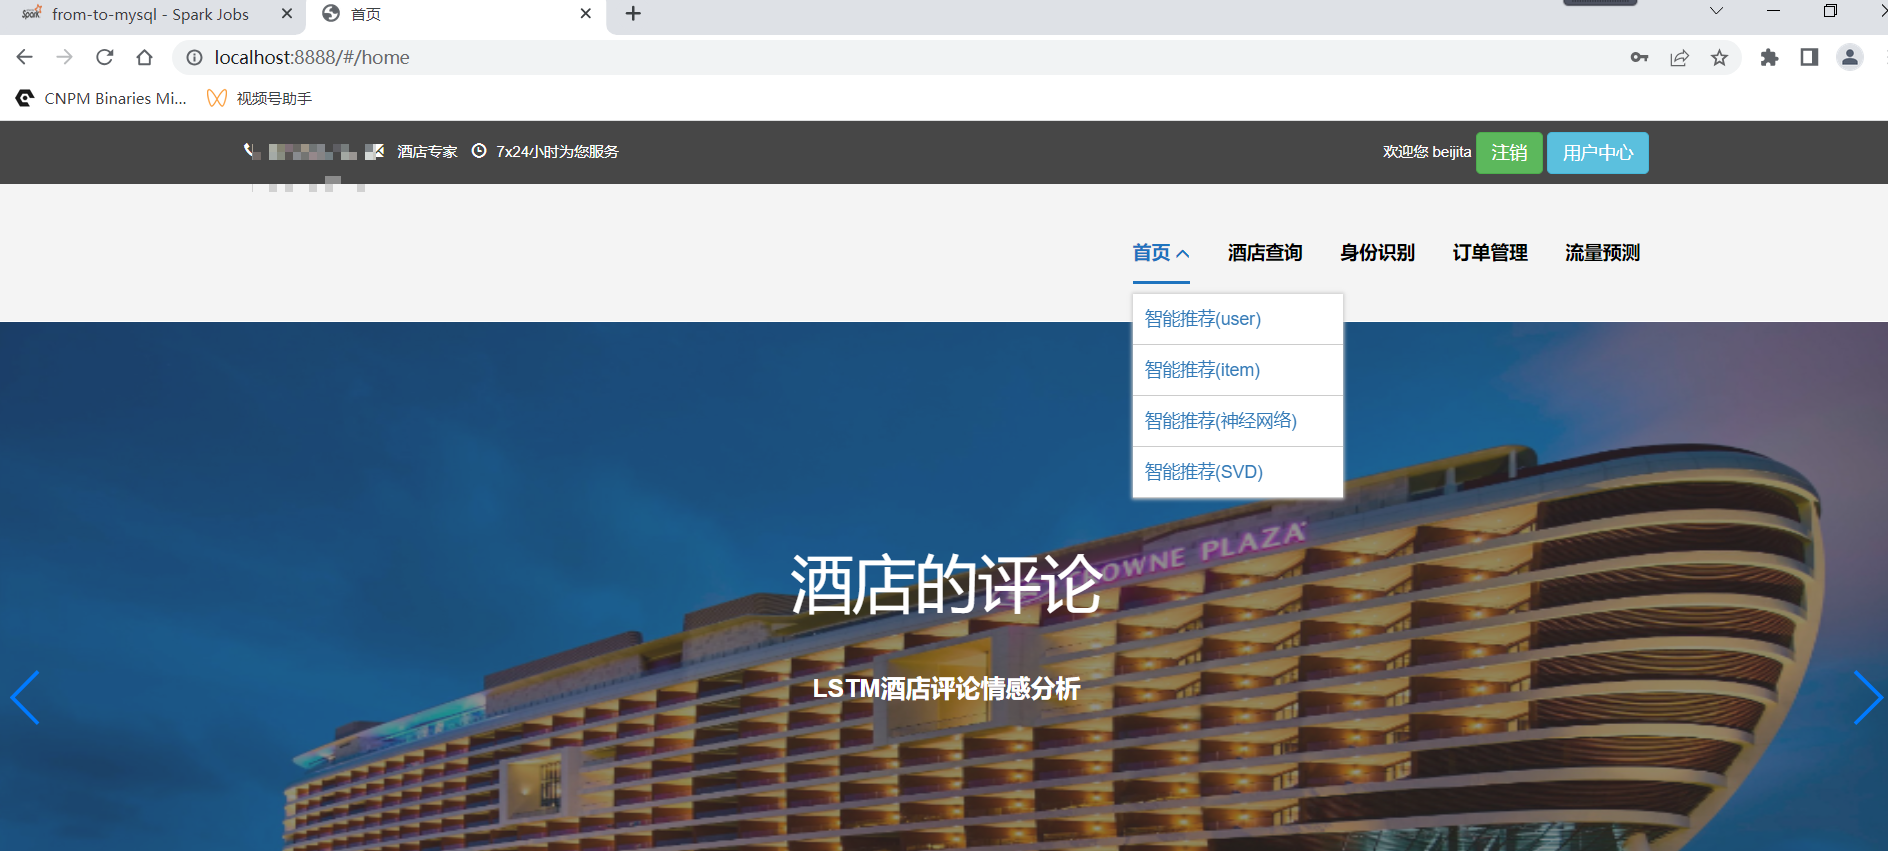 from-to-mysql - Spark Jobs
首页
localhost:8888/#/home
CNPM Binaries Mi...
视频号助手
酒店专家 7x24小时为您服务
欢迎您 beijita 注销 用户中心
首页 酒店查询 身份识别 订单管理 流量预测
智能推荐(user)
智能推荐(item)
智能推荐(神经网络)
智能推荐(SVD)
CROWNE PLAZA
酒店的评论
LSTM酒店评论情感分析